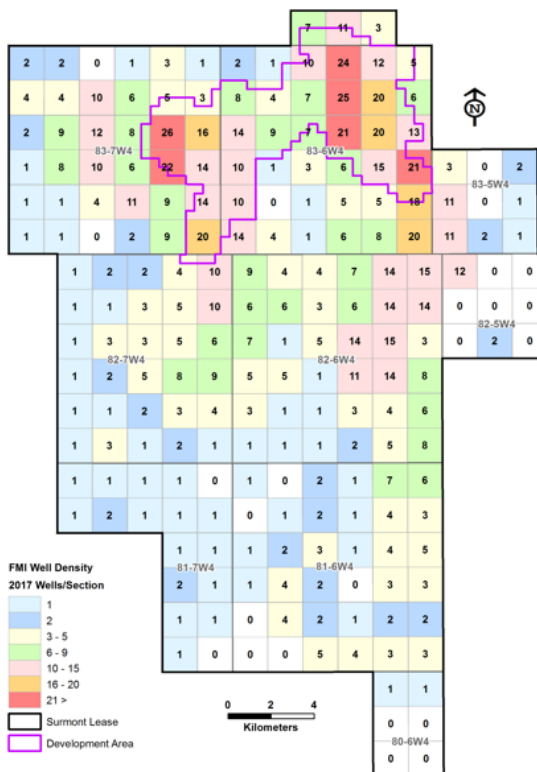 7 11 3
2 2 0 1 3 1 2 1 10 24 12 5
4 4 10 6 5 3 8 4 7 25 20 6
N
2 9 12 8 26 16 14 9 7 21 20 13
83-7W4 83-6W4
1 8 10 6 22 14 10 1 3 6 15 21 3 0 2
83-5W4
1 1 4 11 9 14 10 0 1 5 5 18 11 0 1
1 1 0 2 9 20 14 4 1 6 8 20 11 2 1
1 2 2 4 10 9 4 4 7 14 15 12 0 0
1 1 3 5 10 6 6 3 6 14 14 0 0 0
82-5W4
1 3 3 5 6 7 1 5 14 15 3 0 2 0
82-7W4 82-6W4
1 2 5 8 9 5 5 1 11 14 8
1 1 2 3 4 3 1 1 3 4 6
1 3 1 2 1 1 1 1 2 5 8
1 1 1 1 0 1 0 2 1 7 6
1 2 1 1 1 0 1 2 1 4 3
1 1 1 2 3 1 4 5
81-7W4 81-6W4
2 1 1 4 2 0 3 3
1 1 0 4 2 1 2 2
1 0 0 0 5 4 3 3
1 1
0 0
80-6W4
0 0
FMI Well Density
2017 Wells/Section
1
2
3 - 5
6 - 9
10 - 15
16 - 20
21 >
Surmont Lease
Development Area
0 2 4
Kilometers